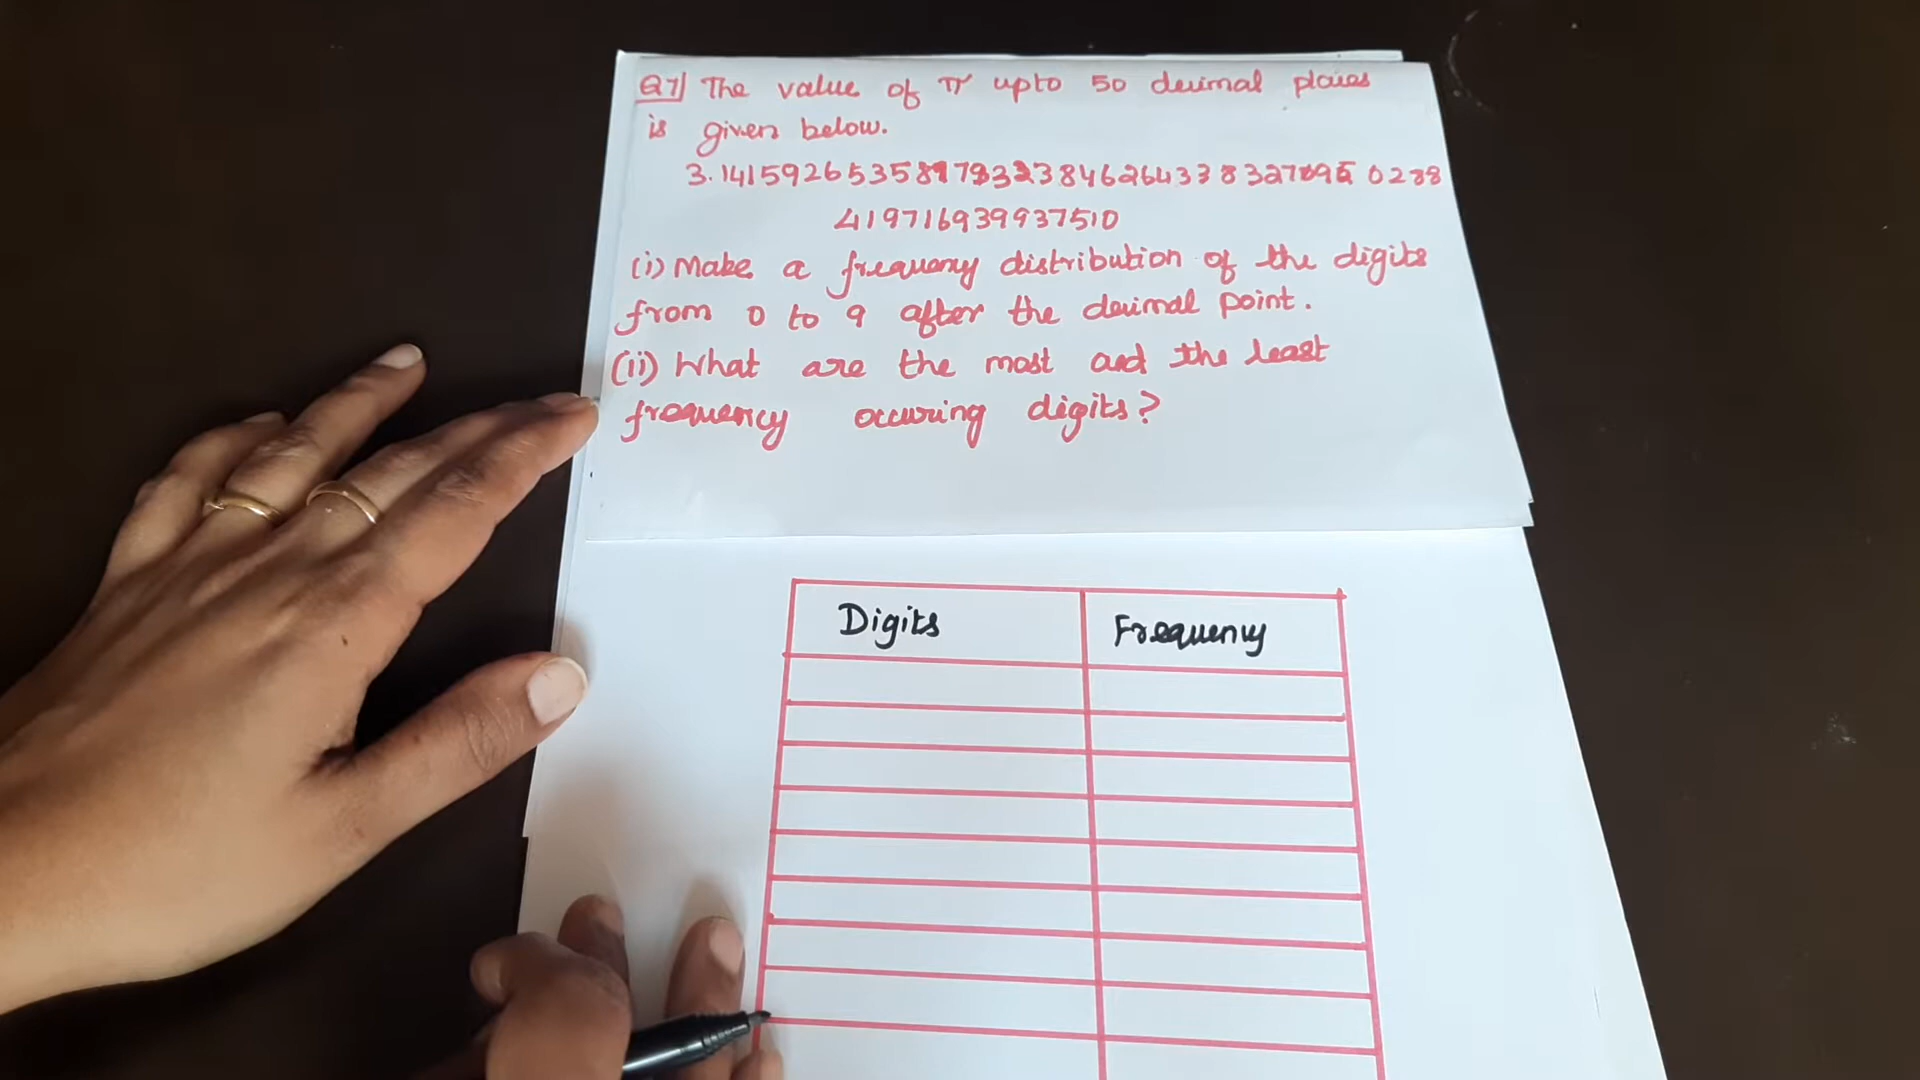 Q7| The value of π upto 50 decimal places
is given below.
3.14159265358979323846264338327950288
419716939937510
(i) Make a frequency distribution of the digits
from 0 to 9 after the decimal point.
(ii) What are the most and the least
frequency occuring digits?
Digits Frequency